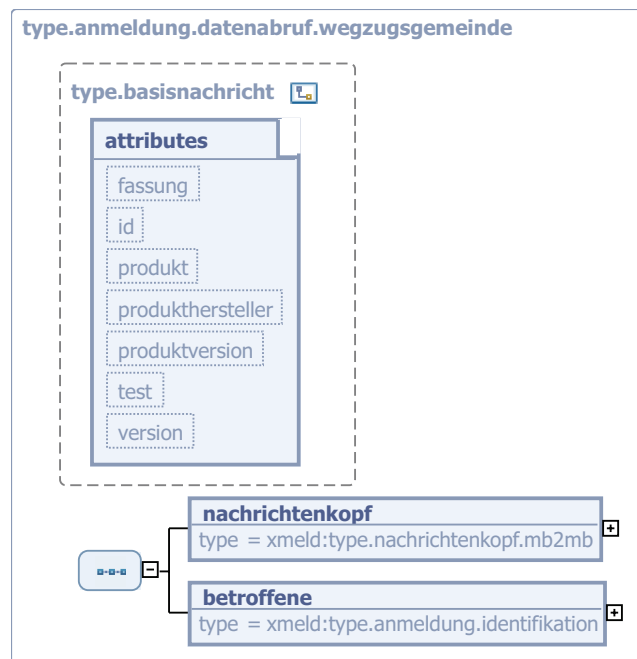 type.anmeldung.datenabruf.wegzugsgemeinde
type.basisnachricht
attributes
fassung
id
produkt
produkthersteller
produktversion
test
version
nachrichtenkopf
type = xmeld:type.nachrichtenkopf.mb2mb
betroffene
type = xmeld:type.anmeldung.identifikation